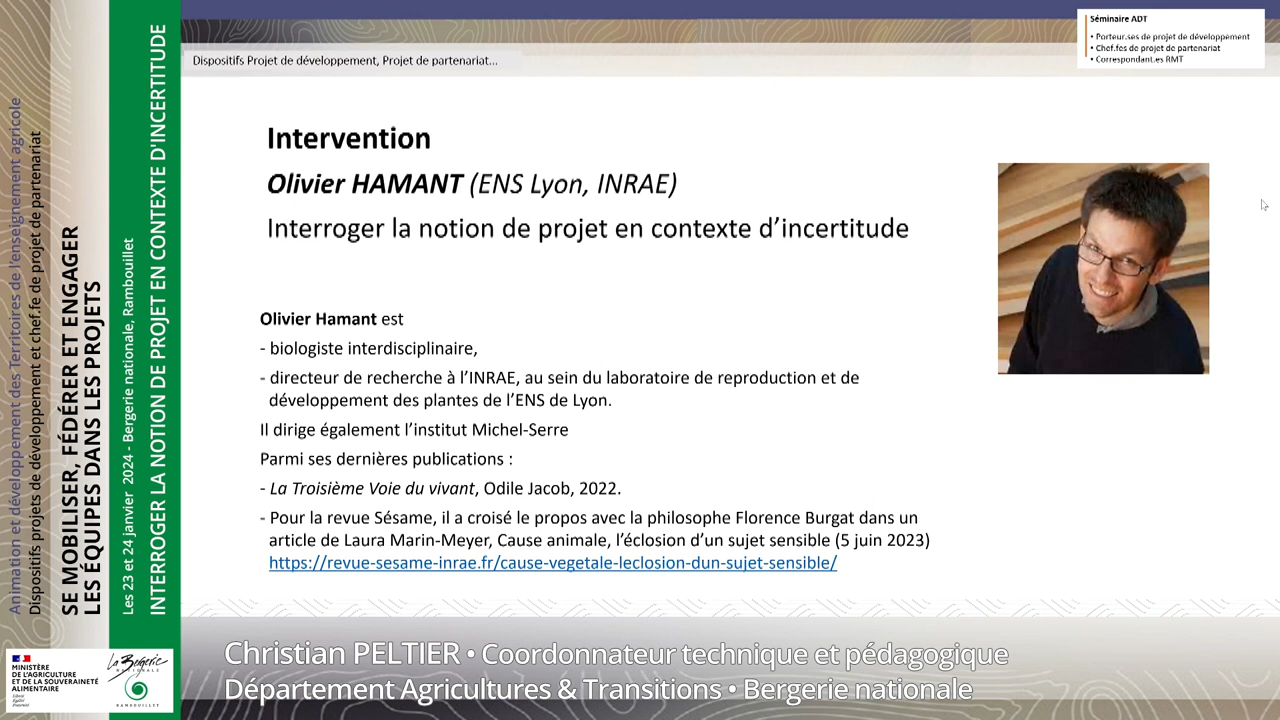 Séminaire ADT
• Porteur.ses de projet de développement
• Chef.fes de projet de partenariat
• Correspondant.es RMT
Dispositifs Projet de développement, Projet de partenariat...
Animation et développement des Territoires de l'enseignement agricole
Dispositifs projets de développement et chef.fe de projet de partenariat
SE MOBILISER, FÉDÉRER ET ENGAGER
LES ÉQUIPES DANS LES PROJETS
Les 23 et 24 janvier 2024 - Bergerie nationale, Rambouillet
INTERROGER LA NOTION DE PROJET EN CONTEXTE D'INCERTITUDE
Intervention
Olivier HAMANT (ENS Lyon, INRAE)
Interroger la notion de projet en contexte d’incertitude
Olivier Hamant est
- biologiste interdisciplinaire,
- directeur de recherche à l’INRAE, au sein du laboratoire de reproduction et de
développement des plantes de l’ENS de Lyon.
Il dirige également l’institut Michel-Serre
Parmi ses dernières publications :
- La Troisième Voie du vivant, Odile Jacob, 2022.
- Pour la revue Sésame, il a croisé le propos avec la philosophe Florence Burgat dans un
article de Laura Marin-Meyer, Cause animale, l’éclosion d’un sujet sensible (5 juin 2023)
https://revue-sesame-inrae.fr/cause-vegetale-leclosion-dun-sujet-sensible/
Christian PELTIER • Coordonnateur technique et pédagogique
Département Agricultures & Transitions • Bergerie nationale
MINISTÈRE
DE L'AGRICULTURE
ET DE LA SOUVERAINETÉ
ALIMENTAIRE
Liberté
Égalité
Fraternité
La Bergerie
NATIONALE
RAMBOUILLET